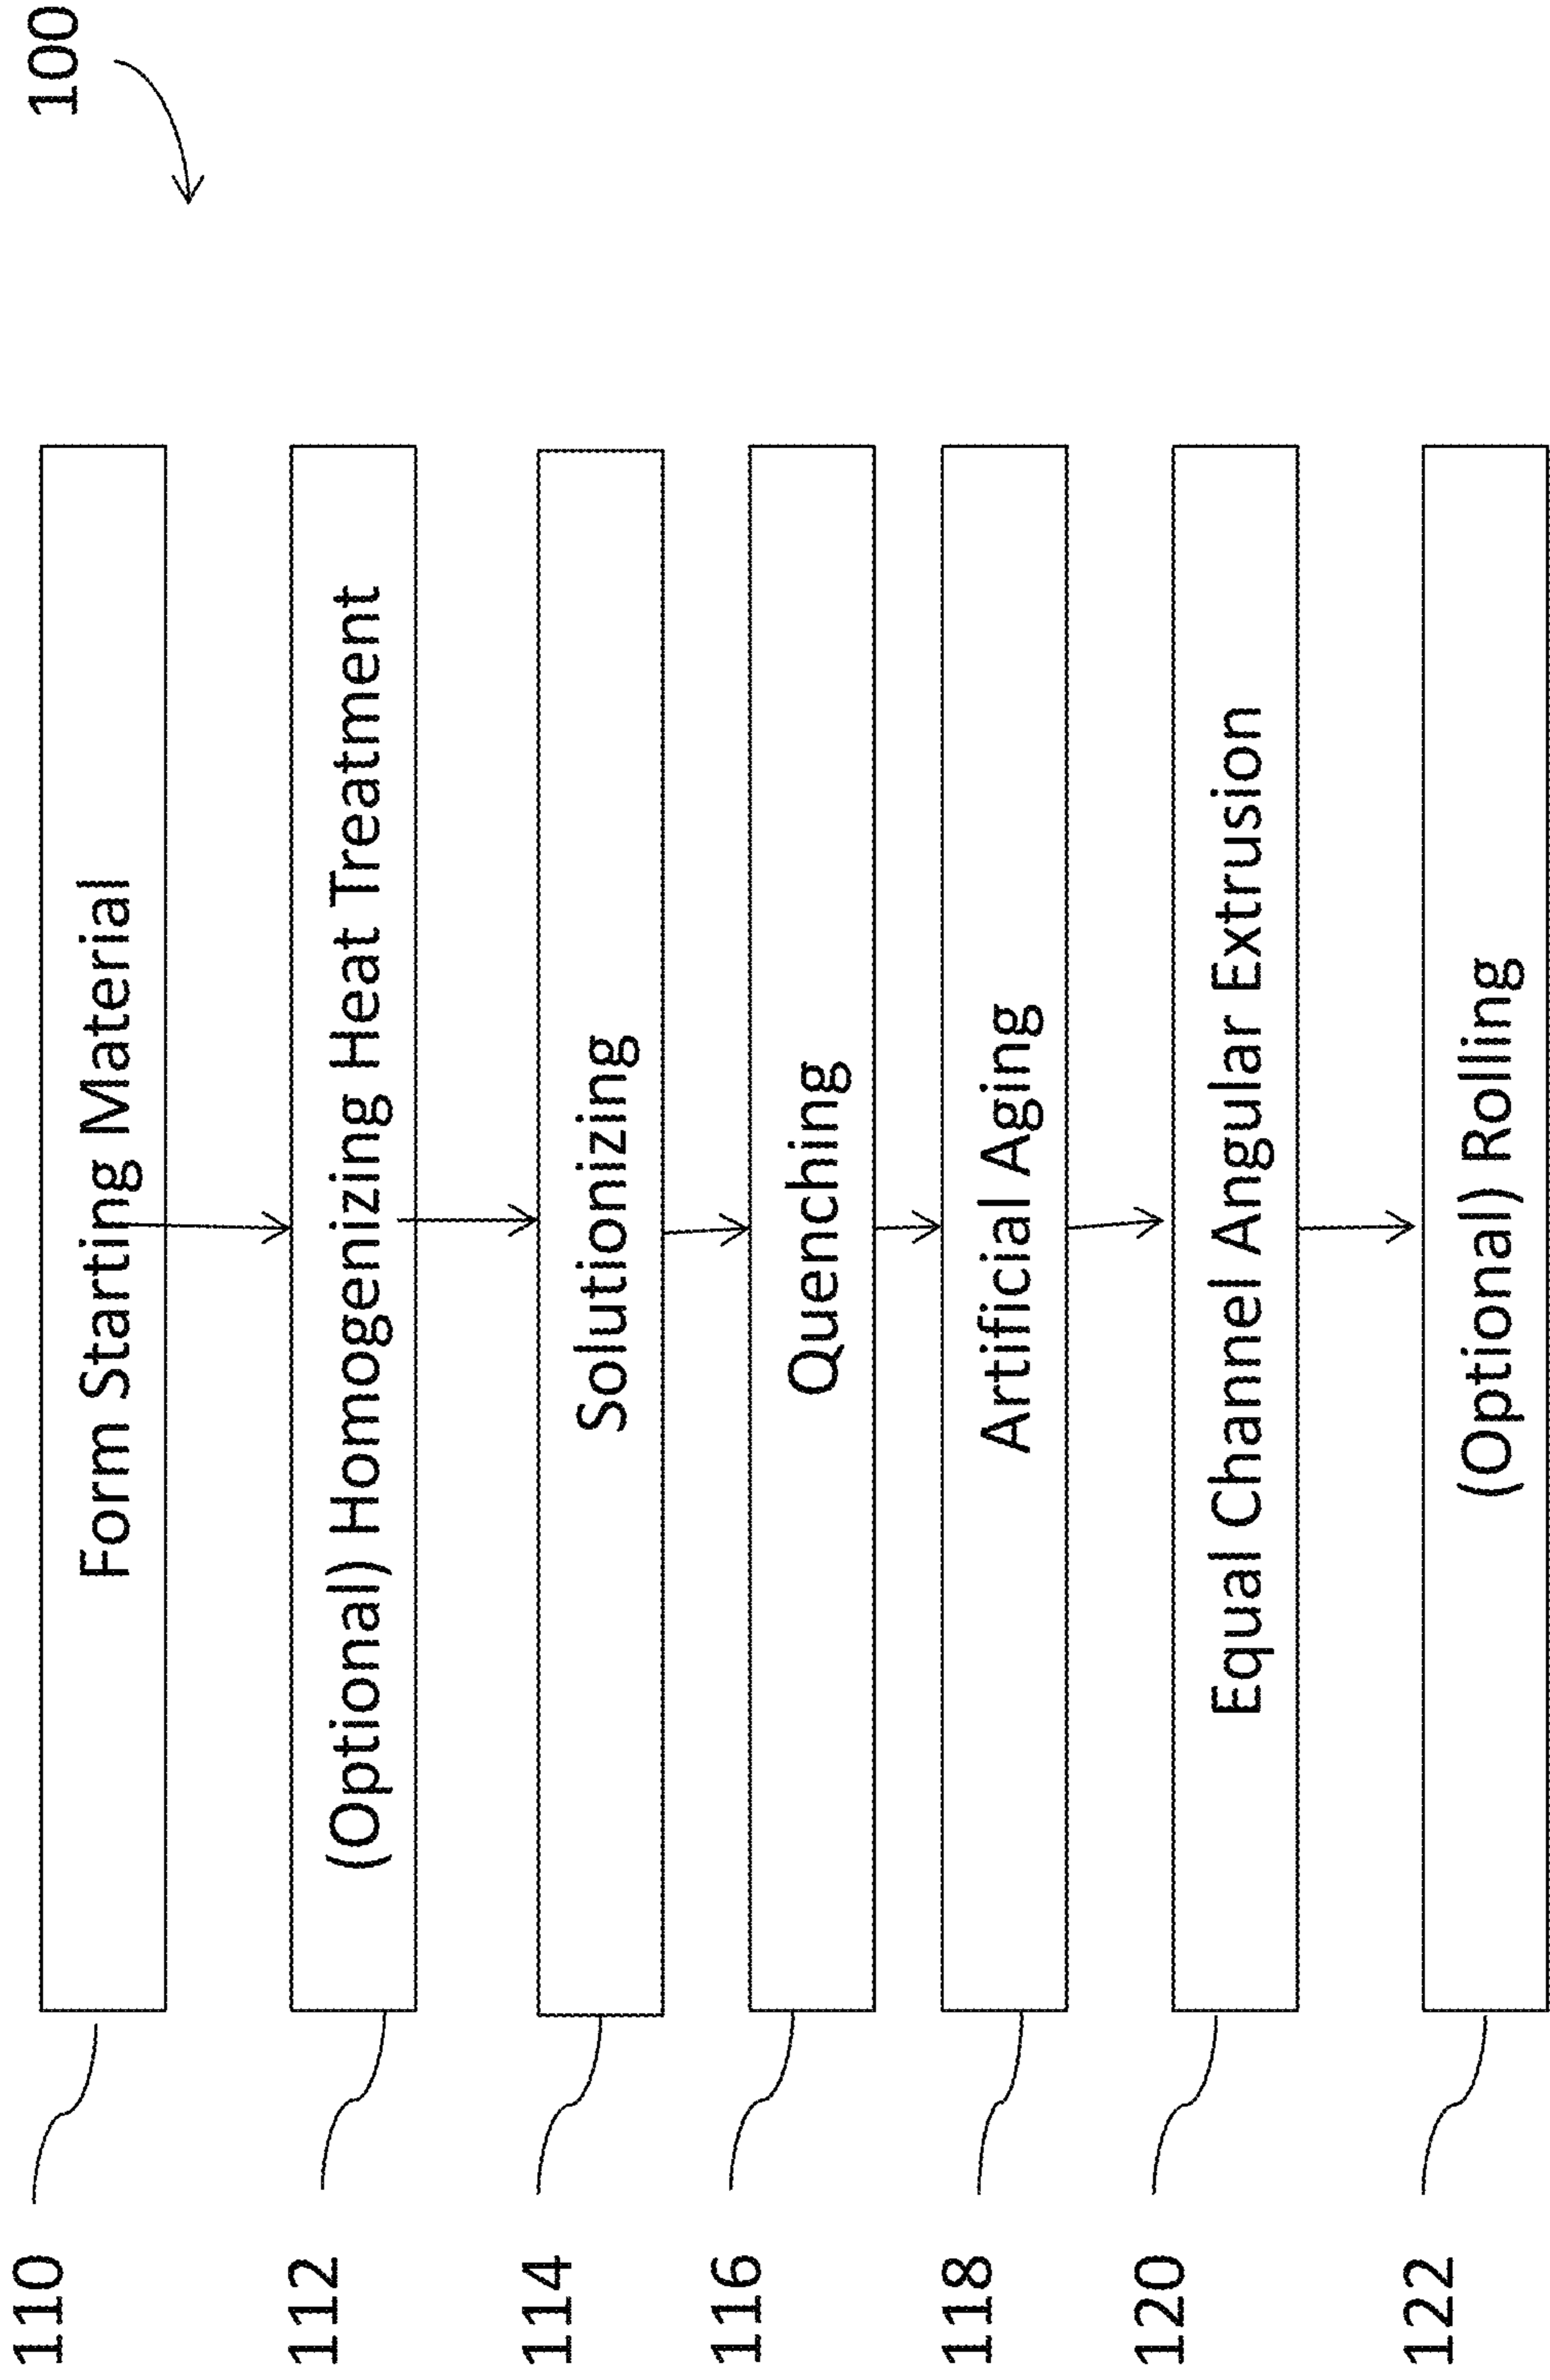 100
110
Form Starting Material
112
(Optional) Homogenizing Heat Treatment
114
Solutionizing
116
Quenching
118
Artificial Aging
120
Equal Channel Angular Extrusion
122
(Optional) Rolling